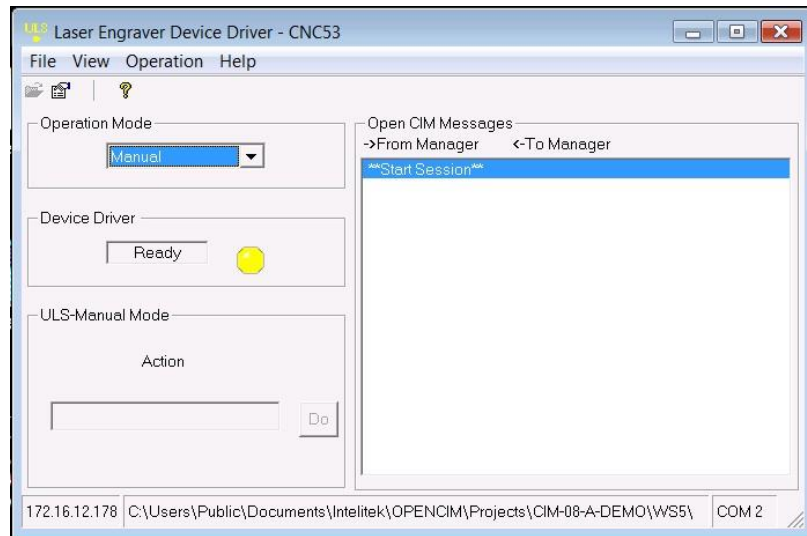 ULS Laser Engraver Device Driver - CNC53
File View Operation Help
Operation Mode
Manual
Device Driver
Ready
ULS-Manual Mode
Action
Do
Open CIM Messages
->From Manager <-To Manager
**Start Session**
172.16.12.178 C:\Users\Public\Documents\Intelitek\OPENCIM\Projects\CIM-08-A-DEMO\WS5\ COM 2